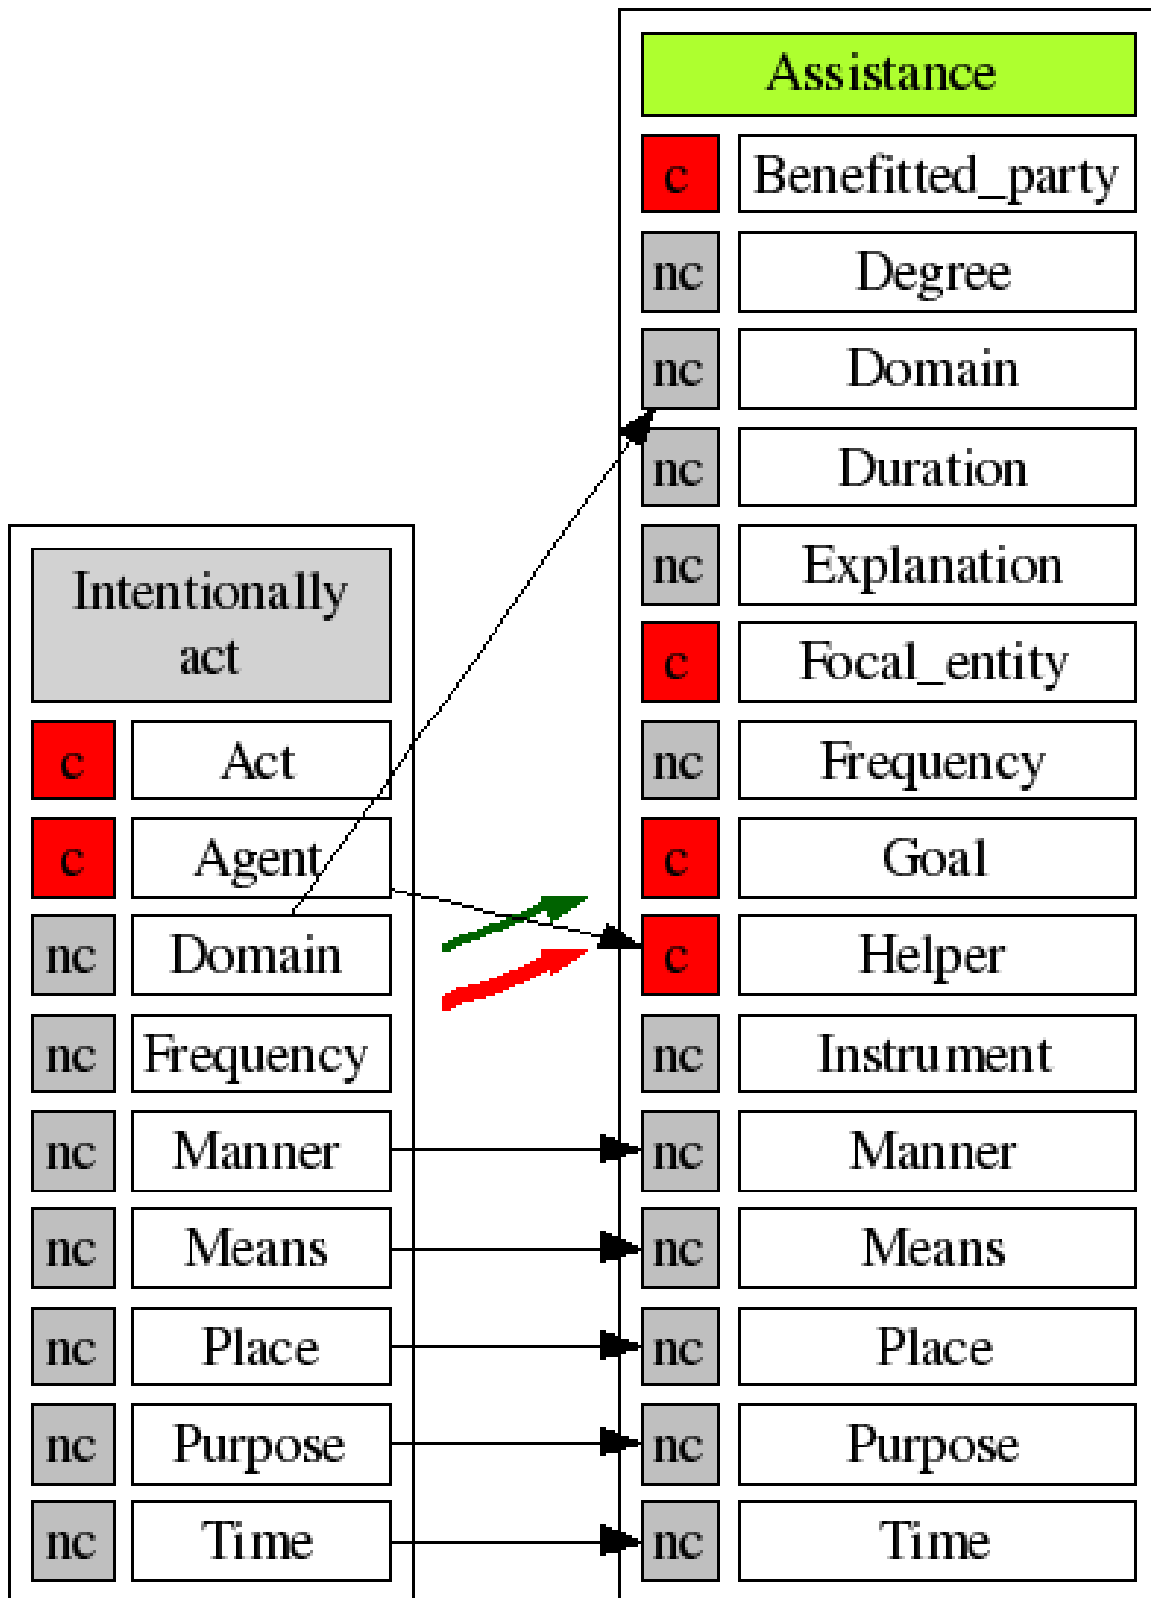 Assistance
c Benefitted_party
nc Degree
nc Domain
nc Duration
nc Explanation
c Focal_entity
nc Frequency
c Goal
c Helper
nc Instrument
nc Manner
nc Means
nc Place
nc Purpose
nc Time
Intentionally
act
c Act
c Agent
nc Domain
nc Frequency
nc Manner
nc Means
nc Place
nc Purpose
nc Time